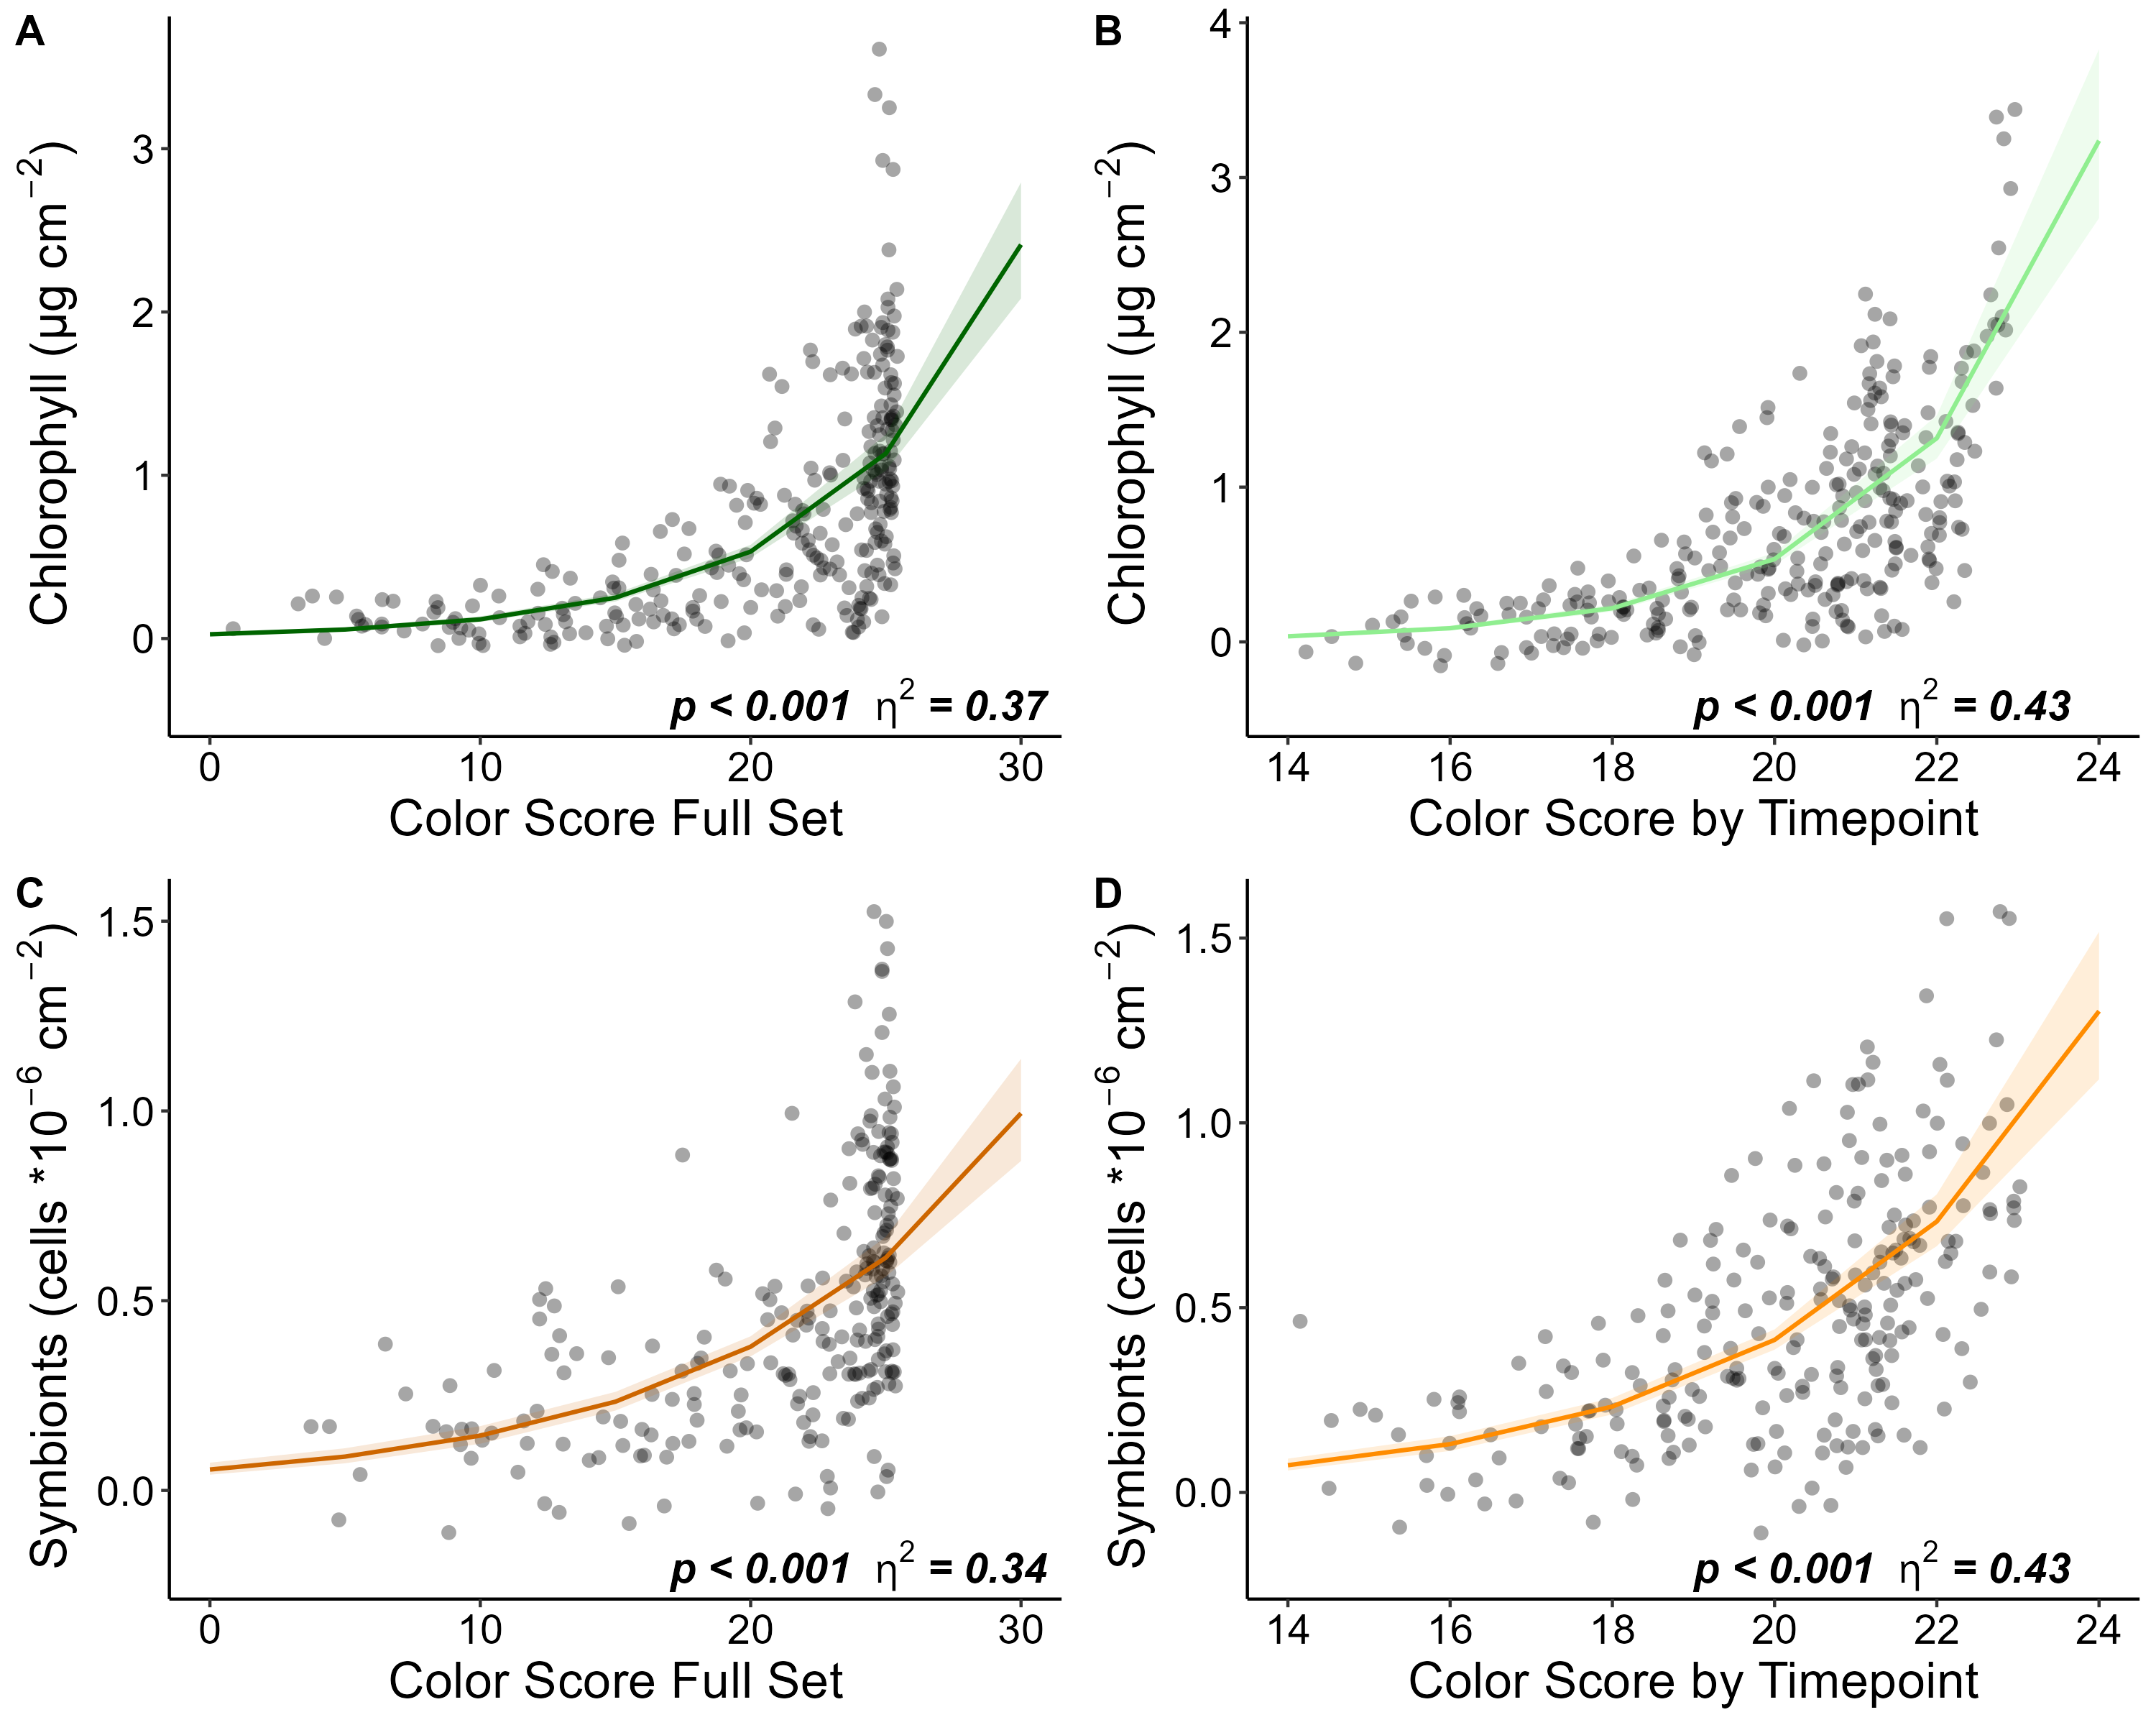 A
Chlorophyll (µg cm⁻²)
3
2
1
0
p < 0.001 η² = 0.37
0 10 20 30
Color Score Full Set
B
Chlorophyll (µg cm⁻²)
4
3
2
1
0
p < 0.001 η² = 0.43
14 16 18 20 22 24
Color Score by Timepoint
C
Symbionts (cells *10⁻⁶ cm⁻²)
1.5
1.0
0.5
0.0
p < 0.001 η² = 0.34
0 10 20 30
Color Score Full Set
D
Symbionts (cells *10⁻⁶ cm⁻²)
1.5
1.0
0.5
0.0
p < 0.001 η² = 0.43
14 16 18 20 22 24
Color Score by Timepoint